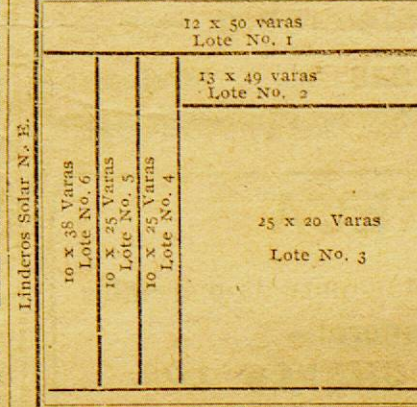 12 x 50 varas
Lote No. 1
13 x 49 varas
Lote No. 2
Linderos Solar N. E.
10 x 38 Varas
Lote No. 6
10 x 25 Varas
Lote No. 5
10 x 25 Varas
Lote No. 4
25 x 20 Varas
Lote No. 3